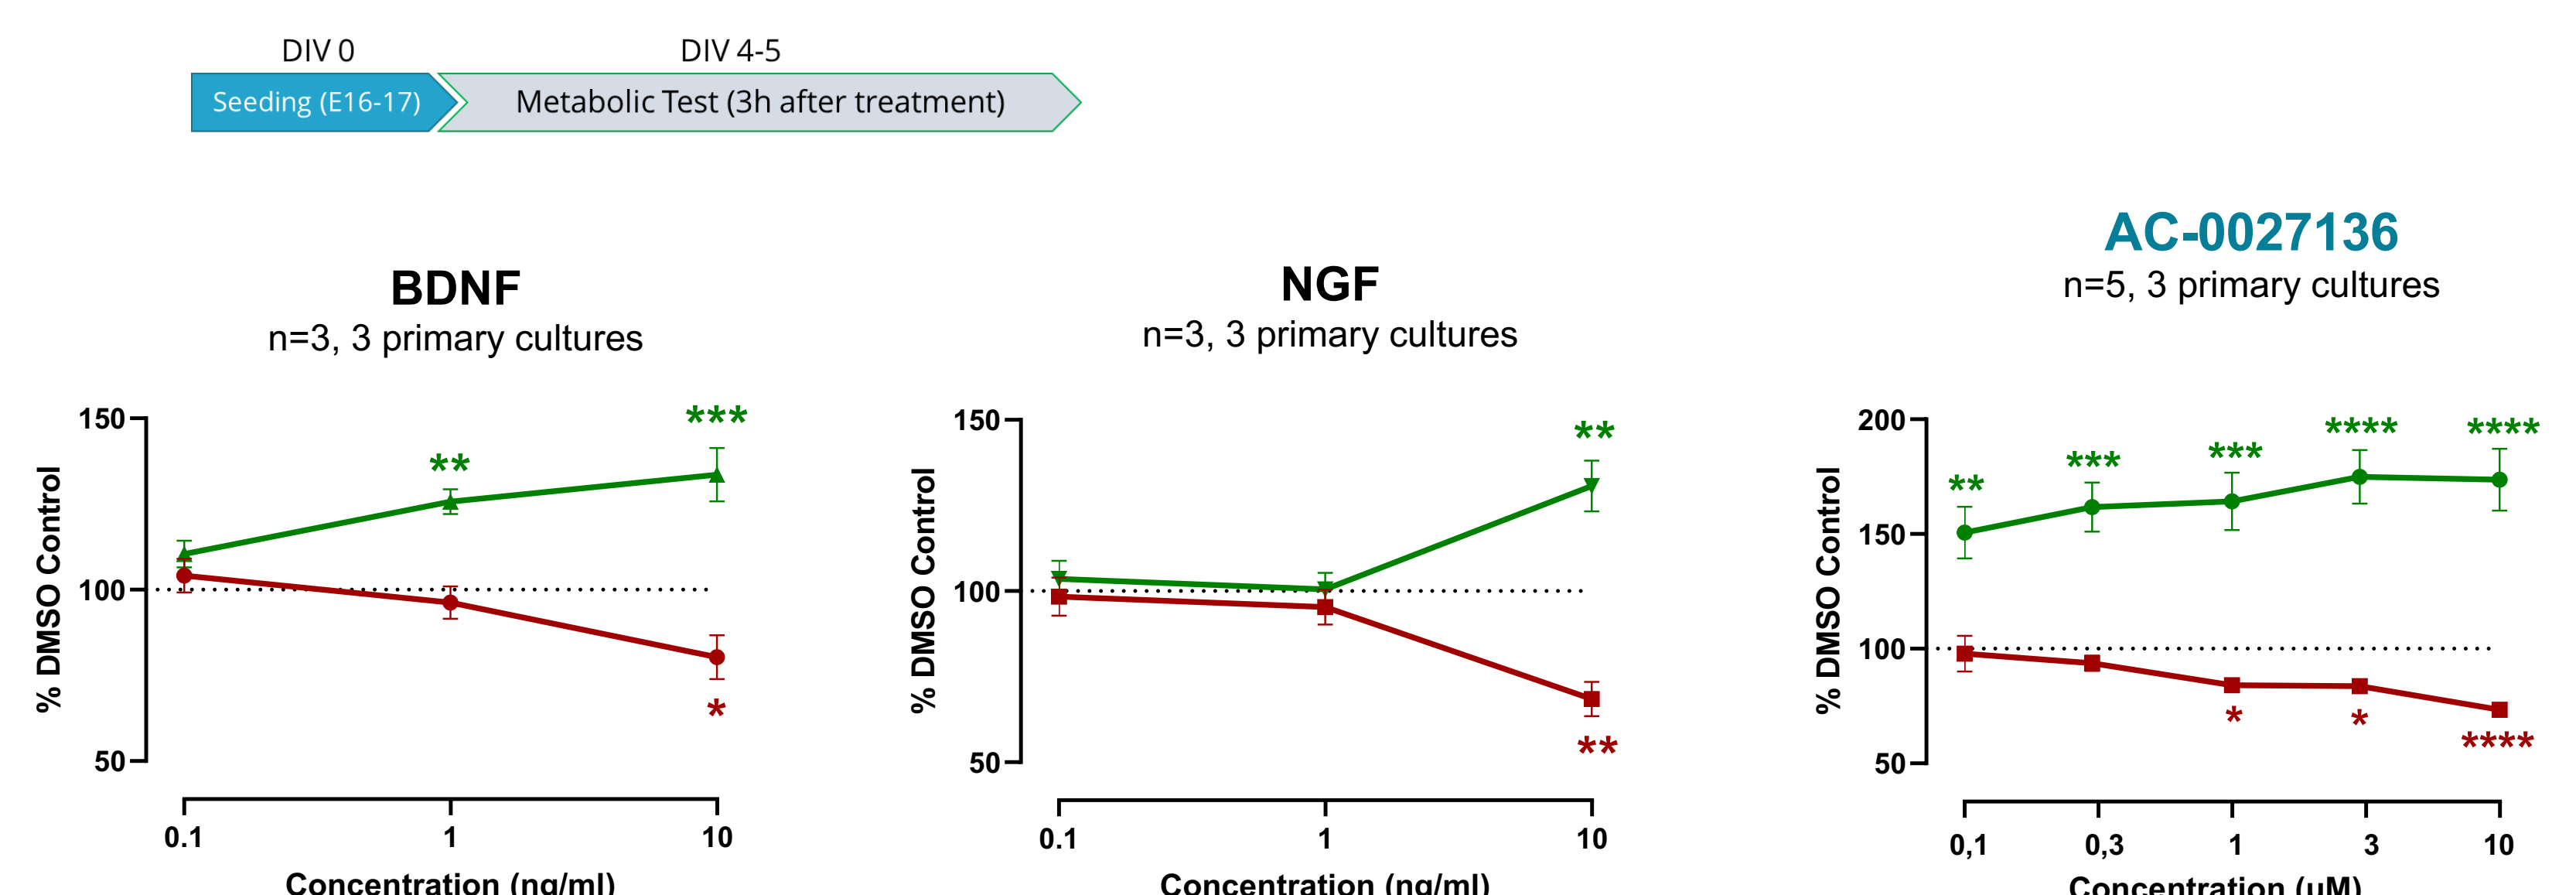 DIV 0
DIV 4-5
Seeding (E16-17)
Metabolic Test (3h after treatment)
BDNF
n=3, 3 primary cultures
150
100
50
% DMSO Control
**
***
*
0.1
1
10
Concentration (ng/ml)
NGF
n=3, 3 primary cultures
150
100
50
% DMSO Control
**
**
0.1
1
10
Concentration (ng/ml)
AC-0027136
n=5, 3 primary cultures
200
150
100
50
% DMSO Control
**
***
***
****
****
*
*
****
0,1
0,3
1
3
10
Concentration (µM)